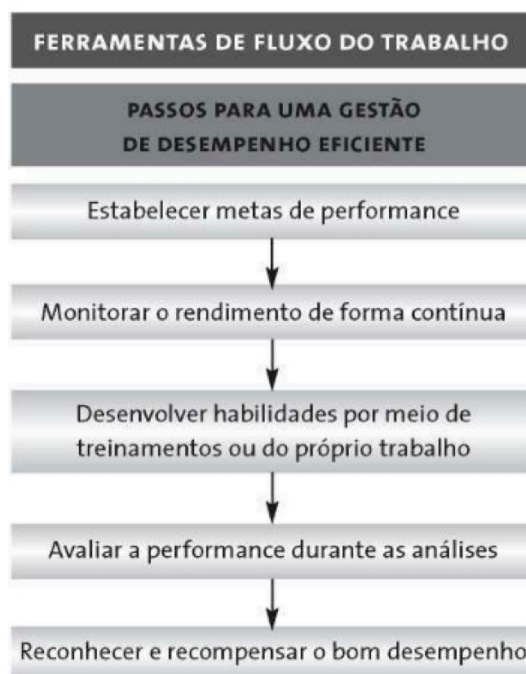 FERRAMENTAS DE FLUXO DO TRABALHO
PASSOS PARA UMA GESTÃO
DE DESEMPENHO EFICIENTE
Estabelecer metas de performance
Monitorar o rendimento de forma contínua
Desenvolver habilidades por meio de
treinamentos ou do próprio trabalho
Avaliar a performance durante as análises
Reconhecer e recompensar o bom desempenho